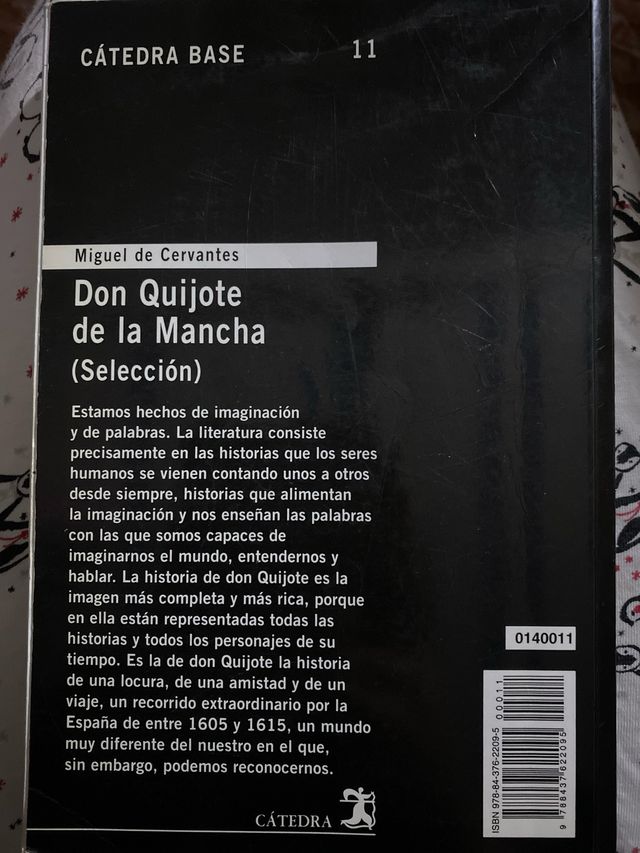 CÁTEDRA BASE 11
Miguel de Cervantes
Don Quijote
de la Mancha
(Selección)
Estamos hechos de imaginación
y de palabras. La literatura consiste
precisamente en las historias que los seres
humanos se vienen contando unos a otros
desde siempre, historias que alimentan
la imaginación y nos enseñan las palabras
con las que somos capaces de
imaginarnos el mundo, entendernos y
hablar. La historia de don Quijote es la
imagen más completa y más rica, porque
en ella están representadas todas las
historias y todos los personajes de su
tiempo. Es la de don Quijote la historia
de una locura, de una amistad y de un
viaje, un recorrido extraordinario por la
España de entre 1605 y 1615, un mundo
muy diferente del nuestro en el que,
sin embargo, podemos reconocernos.
0140011
00011
ISBN 978-84-376-2209-5
9 788437 622095
CÁTEDRA